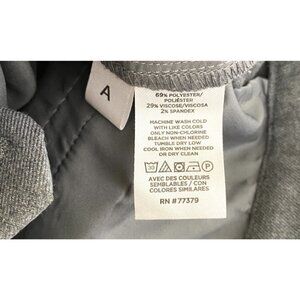 A
69% POLYESTER/
POLIÉSTER
29% VISCOSE/VISCOSA
2% SPANDEX
MACHINE WASH COLD
WITH LIKE COLORS
ONLY NON-CHLORINE
BLEACH WHEN NEEDED
TUMBLE DRY LOW
COOL IRON WHEN NEEDED
OR DRY CLEAN
P
AVEC DES COULEURS
SEMBLABLES / CON
COLORES SIMILARES
RN #77379